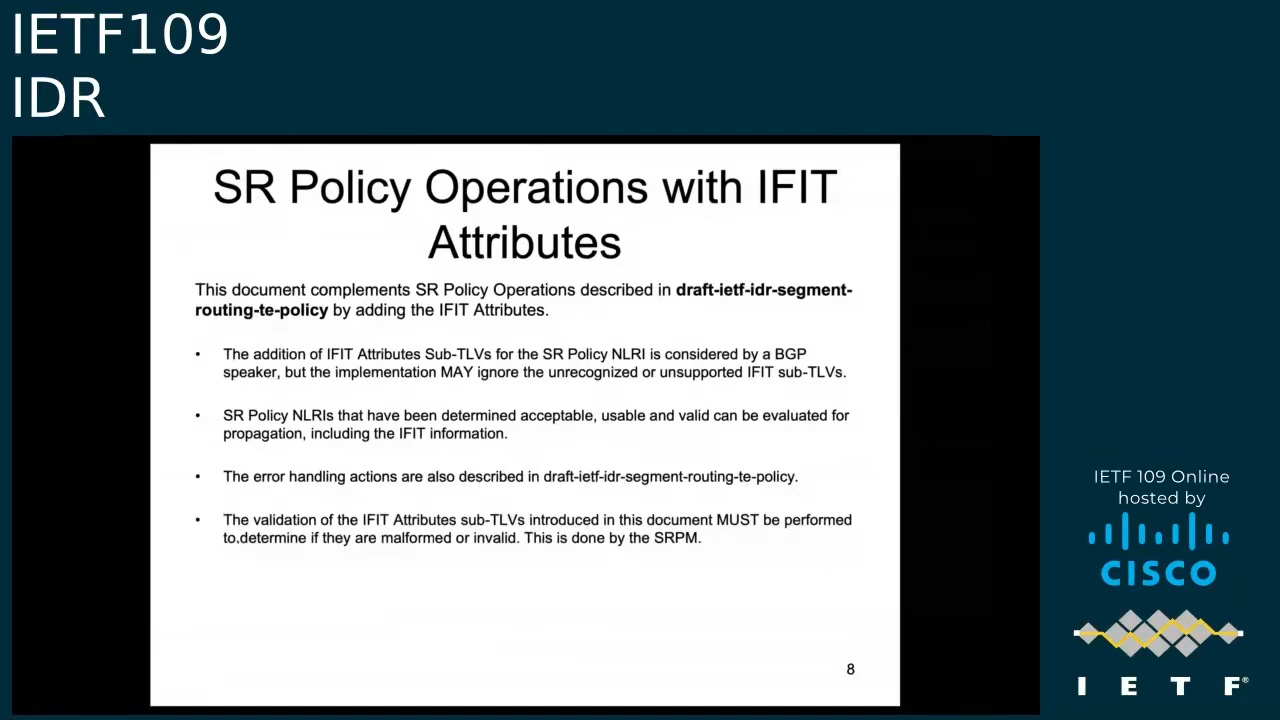 IETF109
IDR
SR Policy Operations with IFIT
Attributes
This document complements SR Policy Operations described in draft-ietf-idr-segment-
routing-te-policy by adding the IFIT Attributes.
• The addition of IFIT Attributes Sub-TLVs for the SR Policy NLRI is considered by a BGP
speaker, but the implementation MAY ignore the unrecognized or unsupported IFIT sub-TLVs.
• SR Policy NLRIs that have been determined acceptable, usable and valid can be evaluated for
propagation, including the IFIT information.
• The error handling actions are also described in draft-ietf-idr-segment-routing-te-policy.
• The validation of the IFIT Attributes sub-TLVs introduced in this document MUST be performed
to.determine if they are malformed or invalid. This is done by the SRPM.
8
IETF 109 Online
hosted by
CISCO
I E T F®